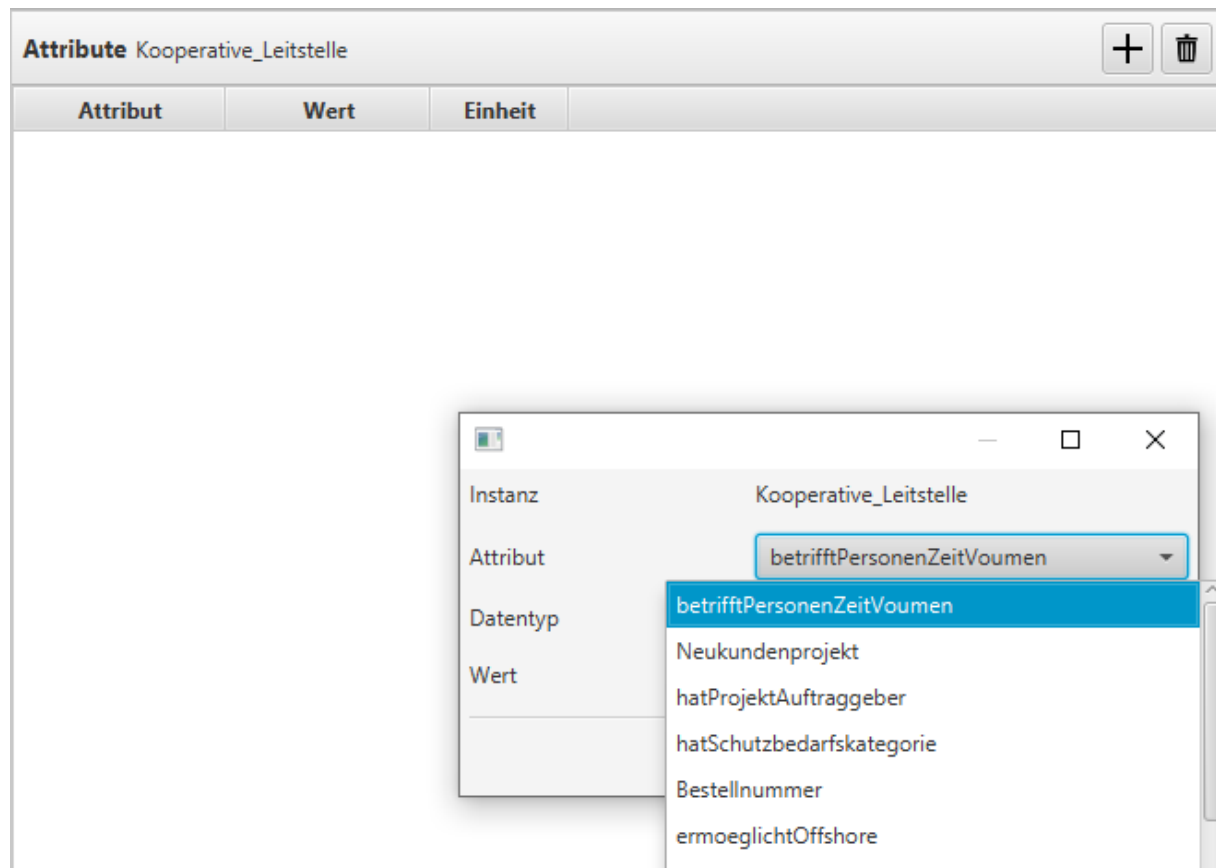 Attribute Kooperative_Leitstelle
Attribut Wert Einheit
Instanz Kooperative_Leitstelle
Attribut betrifftPersonenZeitVoumen
Datentyp
Wert
betrifftPersonenZeitVoumen
Neukundenprojekt
hatProjektAuftraggeber
hatSchutzbedarfskategorie
Bestellnummer
ermoeglichtOffshore